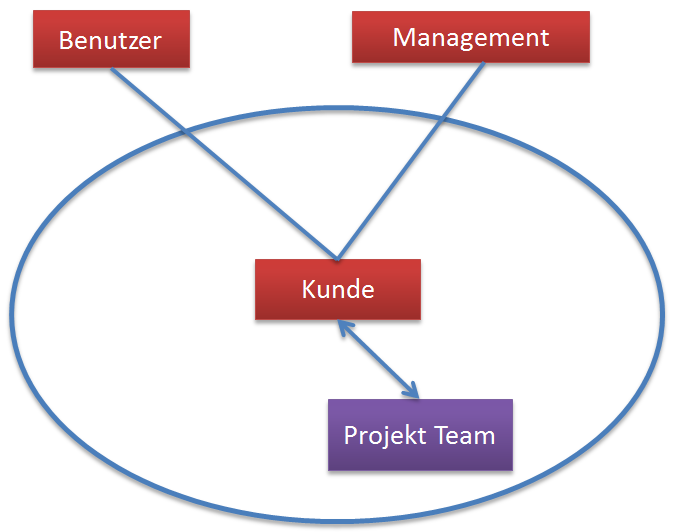 Benutzer
Management
Kunde
Projekt Team